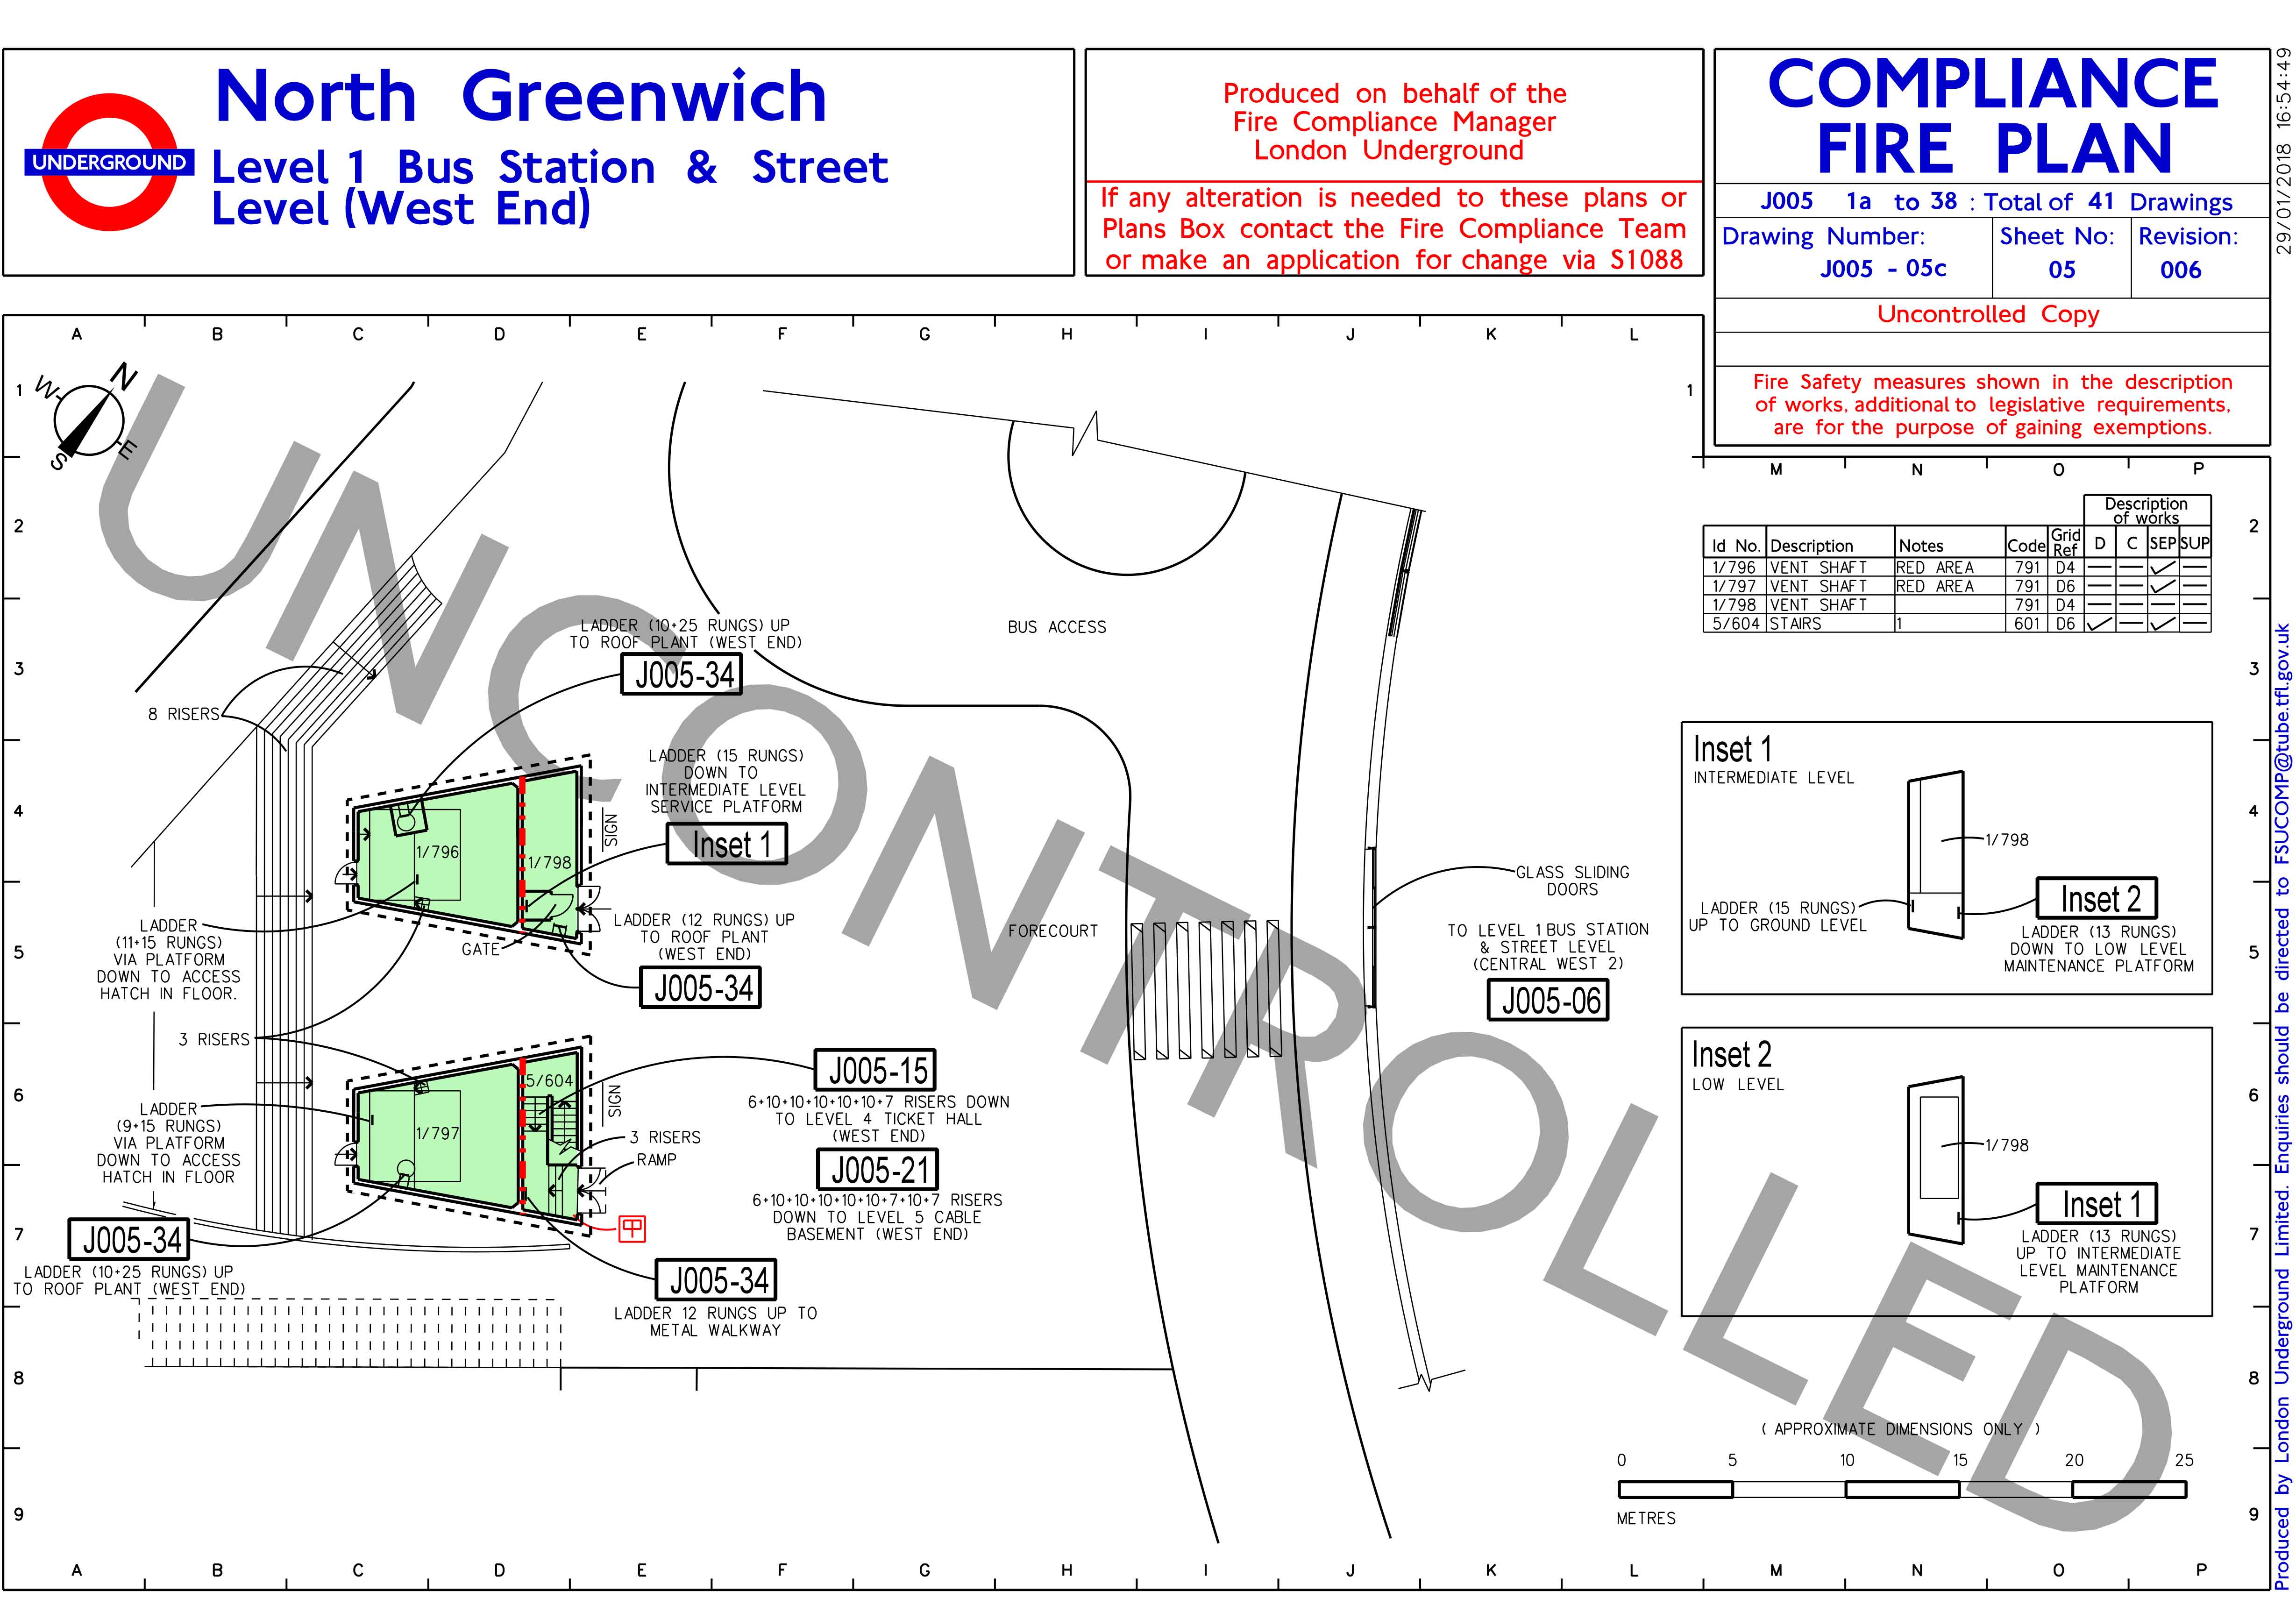 North Greenwich
UNDERGROUND
Level 1 Bus Station & Street
Level (West End)
Produced on behalf of the
Fire Compliance Manager
London Underground
If any alteration is needed to these plans or
Plans Box contact the Fire Compliance Team
or make an application for change via S1088
COMPLIANCE
FIRE PLAN
J005 1a to 38 : Total of 41 Drawings
Drawing Number:
J005 - 05c
Sheet No:
05
Revision:
006
Uncontrolled Copy
Fire Safety measures shown in the description
of works, additional to legislative requirements,
are for the purpose of gaining exemptions.
29/01/2018 16:54:49
A B C D E F G H I J K L
M N O P
1 1
2 2
3 3
4 4
5 5
6 6
7 7
8 8
9 9
N
W
E
S
UNCONTROLLED
Description
of works
Id No. Description Notes Code Grid Ref D C SEP SUP
1/796 VENT SHAFT RED AREA 791 D4 — — ✓ —
1/797 VENT SHAFT RED AREA 791 D6 — — ✓ —
1/798 VENT SHAFT 791 D4 — — — —
5/604 STAIRS 1 601 D6 ✓ — ✓ —
LADDER (10+25 RUNGS) UP
TO ROOF PLANT (WEST END)
J005-34
BUS ACCESS
8 RISERS
LADDER (15 RUNGS)
DOWN TO
INTERMEDIATE LEVEL
SERVICE PLATFORM
Inset 1
SIGN
1/796
1/798
LADDER
(11+15 RUNGS)
VIA PLATFORM
DOWN TO ACCESS
HATCH IN FLOOR.
GATE
LADDER (12 RUNGS) UP
TO ROOF PLANT
(WEST END)
J005-34
FORECOURT
GLASS SLIDING
DOORS
TO LEVEL 1 BUS STATION
& STREET LEVEL
(CENTRAL WEST 2)
J005-06
3 RISERS
LADDER
(9+15 RUNGS)
VIA PLATFORM
DOWN TO ACCESS
HATCH IN FLOOR
5/604
1/797
SIGN
3 RISERS
RAMP
J005-15
6+10+10+10+10+10+7 RISERS DOWN
TO LEVEL 4 TICKET HALL
(WEST END)
J005-21
6+10+10+10+10+10+7+10+7 RISERS
DOWN TO LEVEL 5 CABLE
BASEMENT (WEST END)
J005-34
LADDER (10+25 RUNGS) UP
TO ROOF PLANT (WEST END)
J005-34
LADDER 12 RUNGS UP TO
METAL WALKWAY
Inset 1
INTERMEDIATE LEVEL
1/798
LADDER (15 RUNGS)
UP TO GROUND LEVEL
Inset 2
LADDER (13 RUNGS)
DOWN TO LOW LEVEL
MAINTENANCE PLATFORM
Inset 2
LOW LEVEL
1/798
Inset 1
LADDER (13 RUNGS)
UP TO INTERMEDIATE
LEVEL MAINTENANCE
PLATFORM
( APPROXIMATE DIMENSIONS ONLY )
0 5 10 15 20 25
METRES
A B C D E F G H I J K L M N O P
Produced by London Underground Limited. Enquiries should be directed to FSUCOMP@tube.tfl.gov.uk